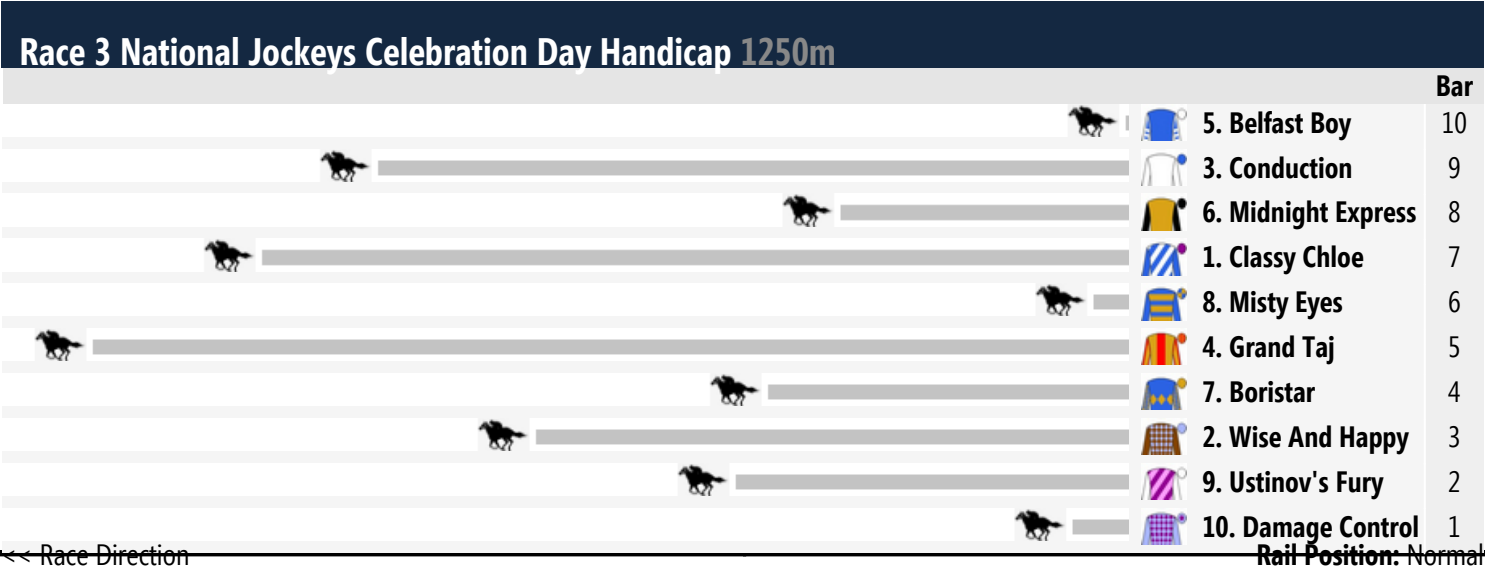 Race 3 National Jockeys Celebration Day Handicap 1250m
Bar
5. Belfast Boy 10
3. Conduction 9
6. Midnight Express 8
1. Classy Chloe 7
8. Misty Eyes 6
4. Grand Taj 5
7. Boristar 4
2. Wise And Happy 3
9. Ustinov's Fury 2
10. Damage Control 1
<< Race Direction Rail Position: Normal